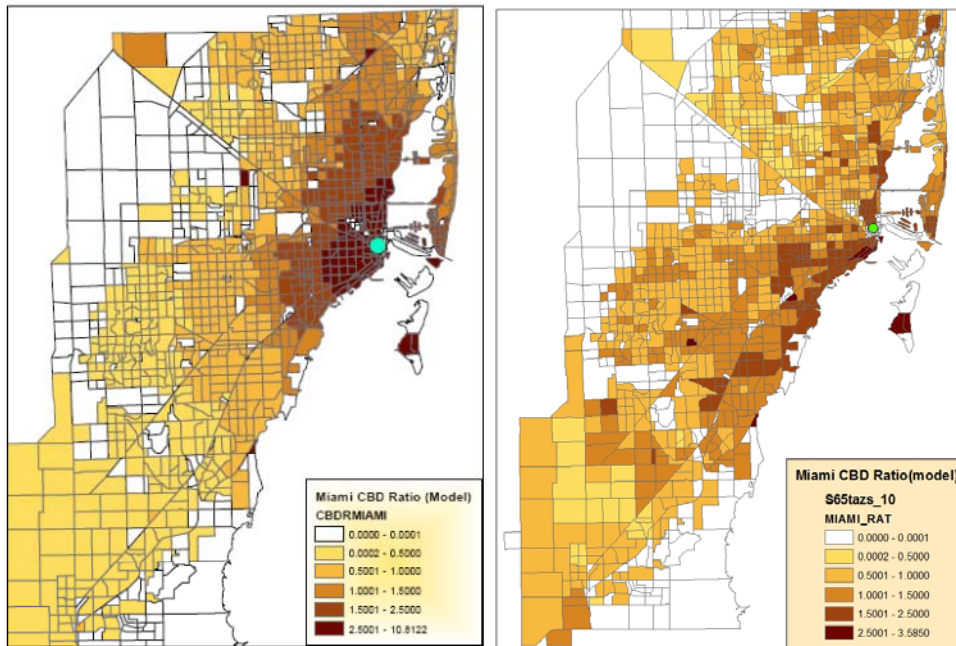 Miami CBD Ratio (Model)
CBDRMIAMI
0.0000 - 0.0001
0.0002 - 0.5000
0.5001 - 1.0000
1.0001 - 1.5000
1.5001 - 2.5000
2.5001 - 10.8122
Miami CBD Ratio(model)
S65tazs_10
MIAMI_RAT
0.0000 - 0.0001
0.0002 - 0.5000
0.5001 - 1.0000
1.0001 - 1.5000
1.5001 - 2.5000
2.5001 - 3.5850